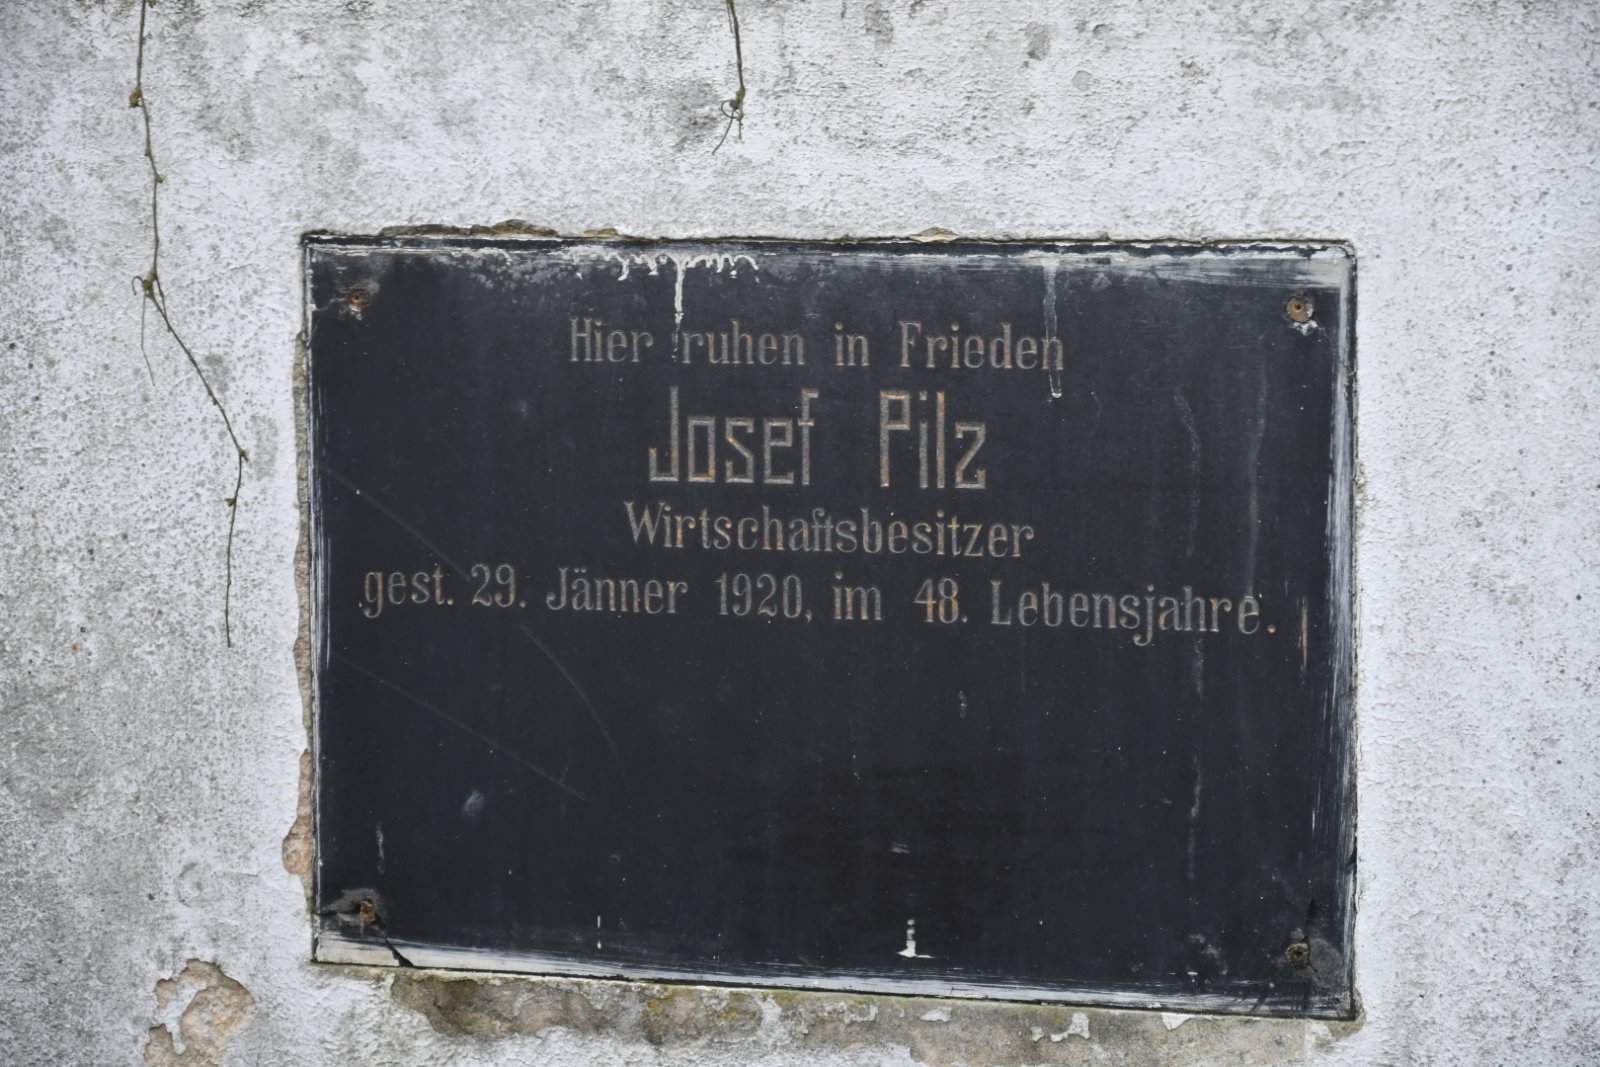 Hier ruhen in Frieden
Josef Pilz
Wirtschaftsbesitzer
gest. 29. Jänner 1920, im 48. Lebensjahre.